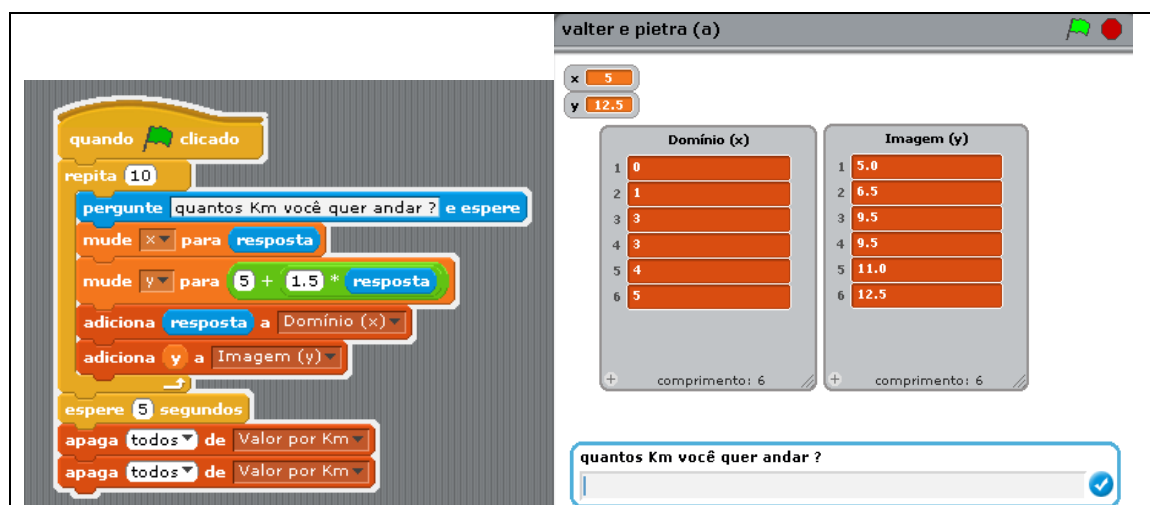 quando clicado
repita 10
pergunte quantos Km você quer andar ? e espere
mude x para resposta
mude y para 5 + 1.5 * resposta
adiciona resposta a Domínio (x)
adiciona y a Imagem (y)
espere 5 segundos
apaga todos de Valor por Km
apaga todos de Valor por Km
valter e pietra (a)
x 5
y 12.5
Domínio (x)
1 0
2 1
3 3
4 3
5 4
6 5
+ comprimento: 6
Imagem (y)
1 5.0
2 6.5
3 9.5
4 9.5
5 11.0
6 12.5
+ comprimento: 6
quantos Km você quer andar ?